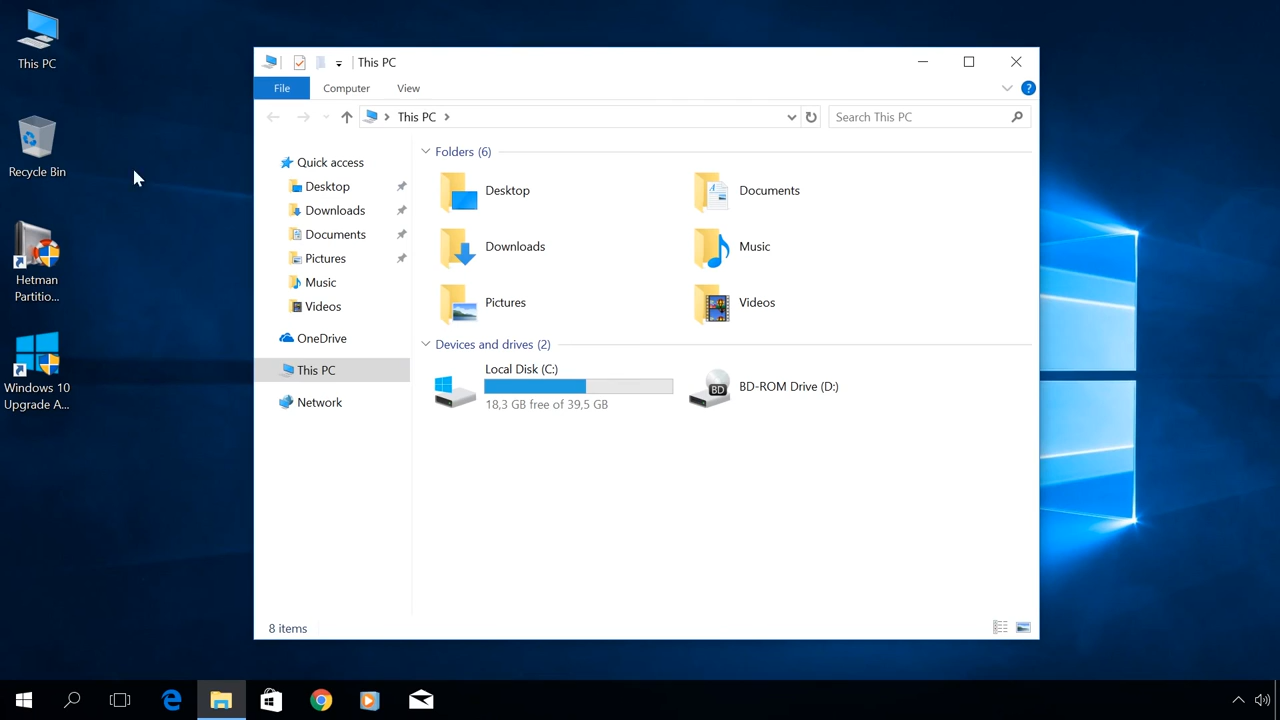 This PC
Recycle Bin
Hetman
Partitio...
Windows 10
Upgrade A...
This PC
File Computer View
This PC
Search This PC
Quick access
Desktop
Downloads
Documents
Pictures
Music
Videos
OneDrive
This PC
Network
Folders (6)
Desktop
Documents
Downloads
Music
Pictures
Videos
Devices and drives (2)
Local Disk (C:)
18,3 GB free of 39,5 GB
BD
BD-ROM Drive (D:)
8 items